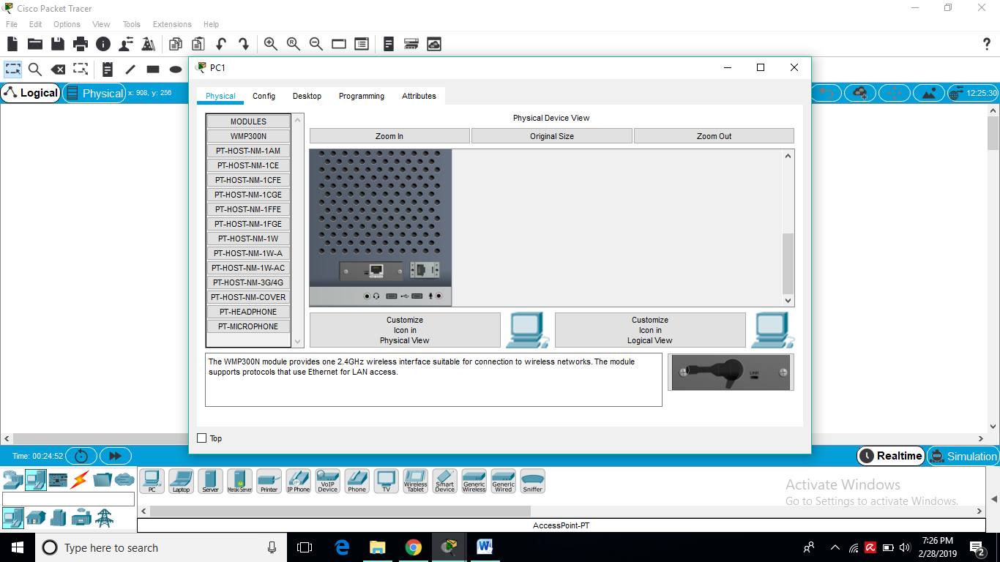 Cisco Packet Tracer
File Edit Options View Tools Extensions Help
Logical Physical x: 908, y: 256 12:25:30
PC1
Physical Config Desktop Programming Attributes
MODULES
WMP300N
PT-HOST-NM-1AM
PT-HOST-NM-1CE
PT-HOST-NM-1CFE
PT-HOST-NM-1CGE
PT-HOST-NM-1FFE
PT-HOST-NM-1FGE
PT-HOST-NM-1W
PT-HOST-NM-1W-A
PT-HOST-NM-1W-AC
PT-HOST-NM-3G/4G
PT-HOST-NM-COVER
PT-HEADPHONE
PT-MICROPHONE
Physical Device View
Zoom In Original Size Zoom Out
Customize
Icon in
Physical View
Customize
Icon in
Logical View
The WMP300N module provides one 2.4GHz wireless interface suitable for connection to wireless networks. The module
supports protocols that use Ethernet for LAN access.
LINK
Top
Time: 00:24:52 Realtime Simulation
PC
Laptop
Server
Meraki Server
Printer
IP Phone
VoIP
Device
Phone
TV
Wireless
Tablet
Smart
Device
Generic
Wireless
Generic
Wired
Sniffer
Activate Windows
Go to Settings to activate Windows.
AccessPoint-PT
Type here to search
7:26 PM
2/28/2019
2